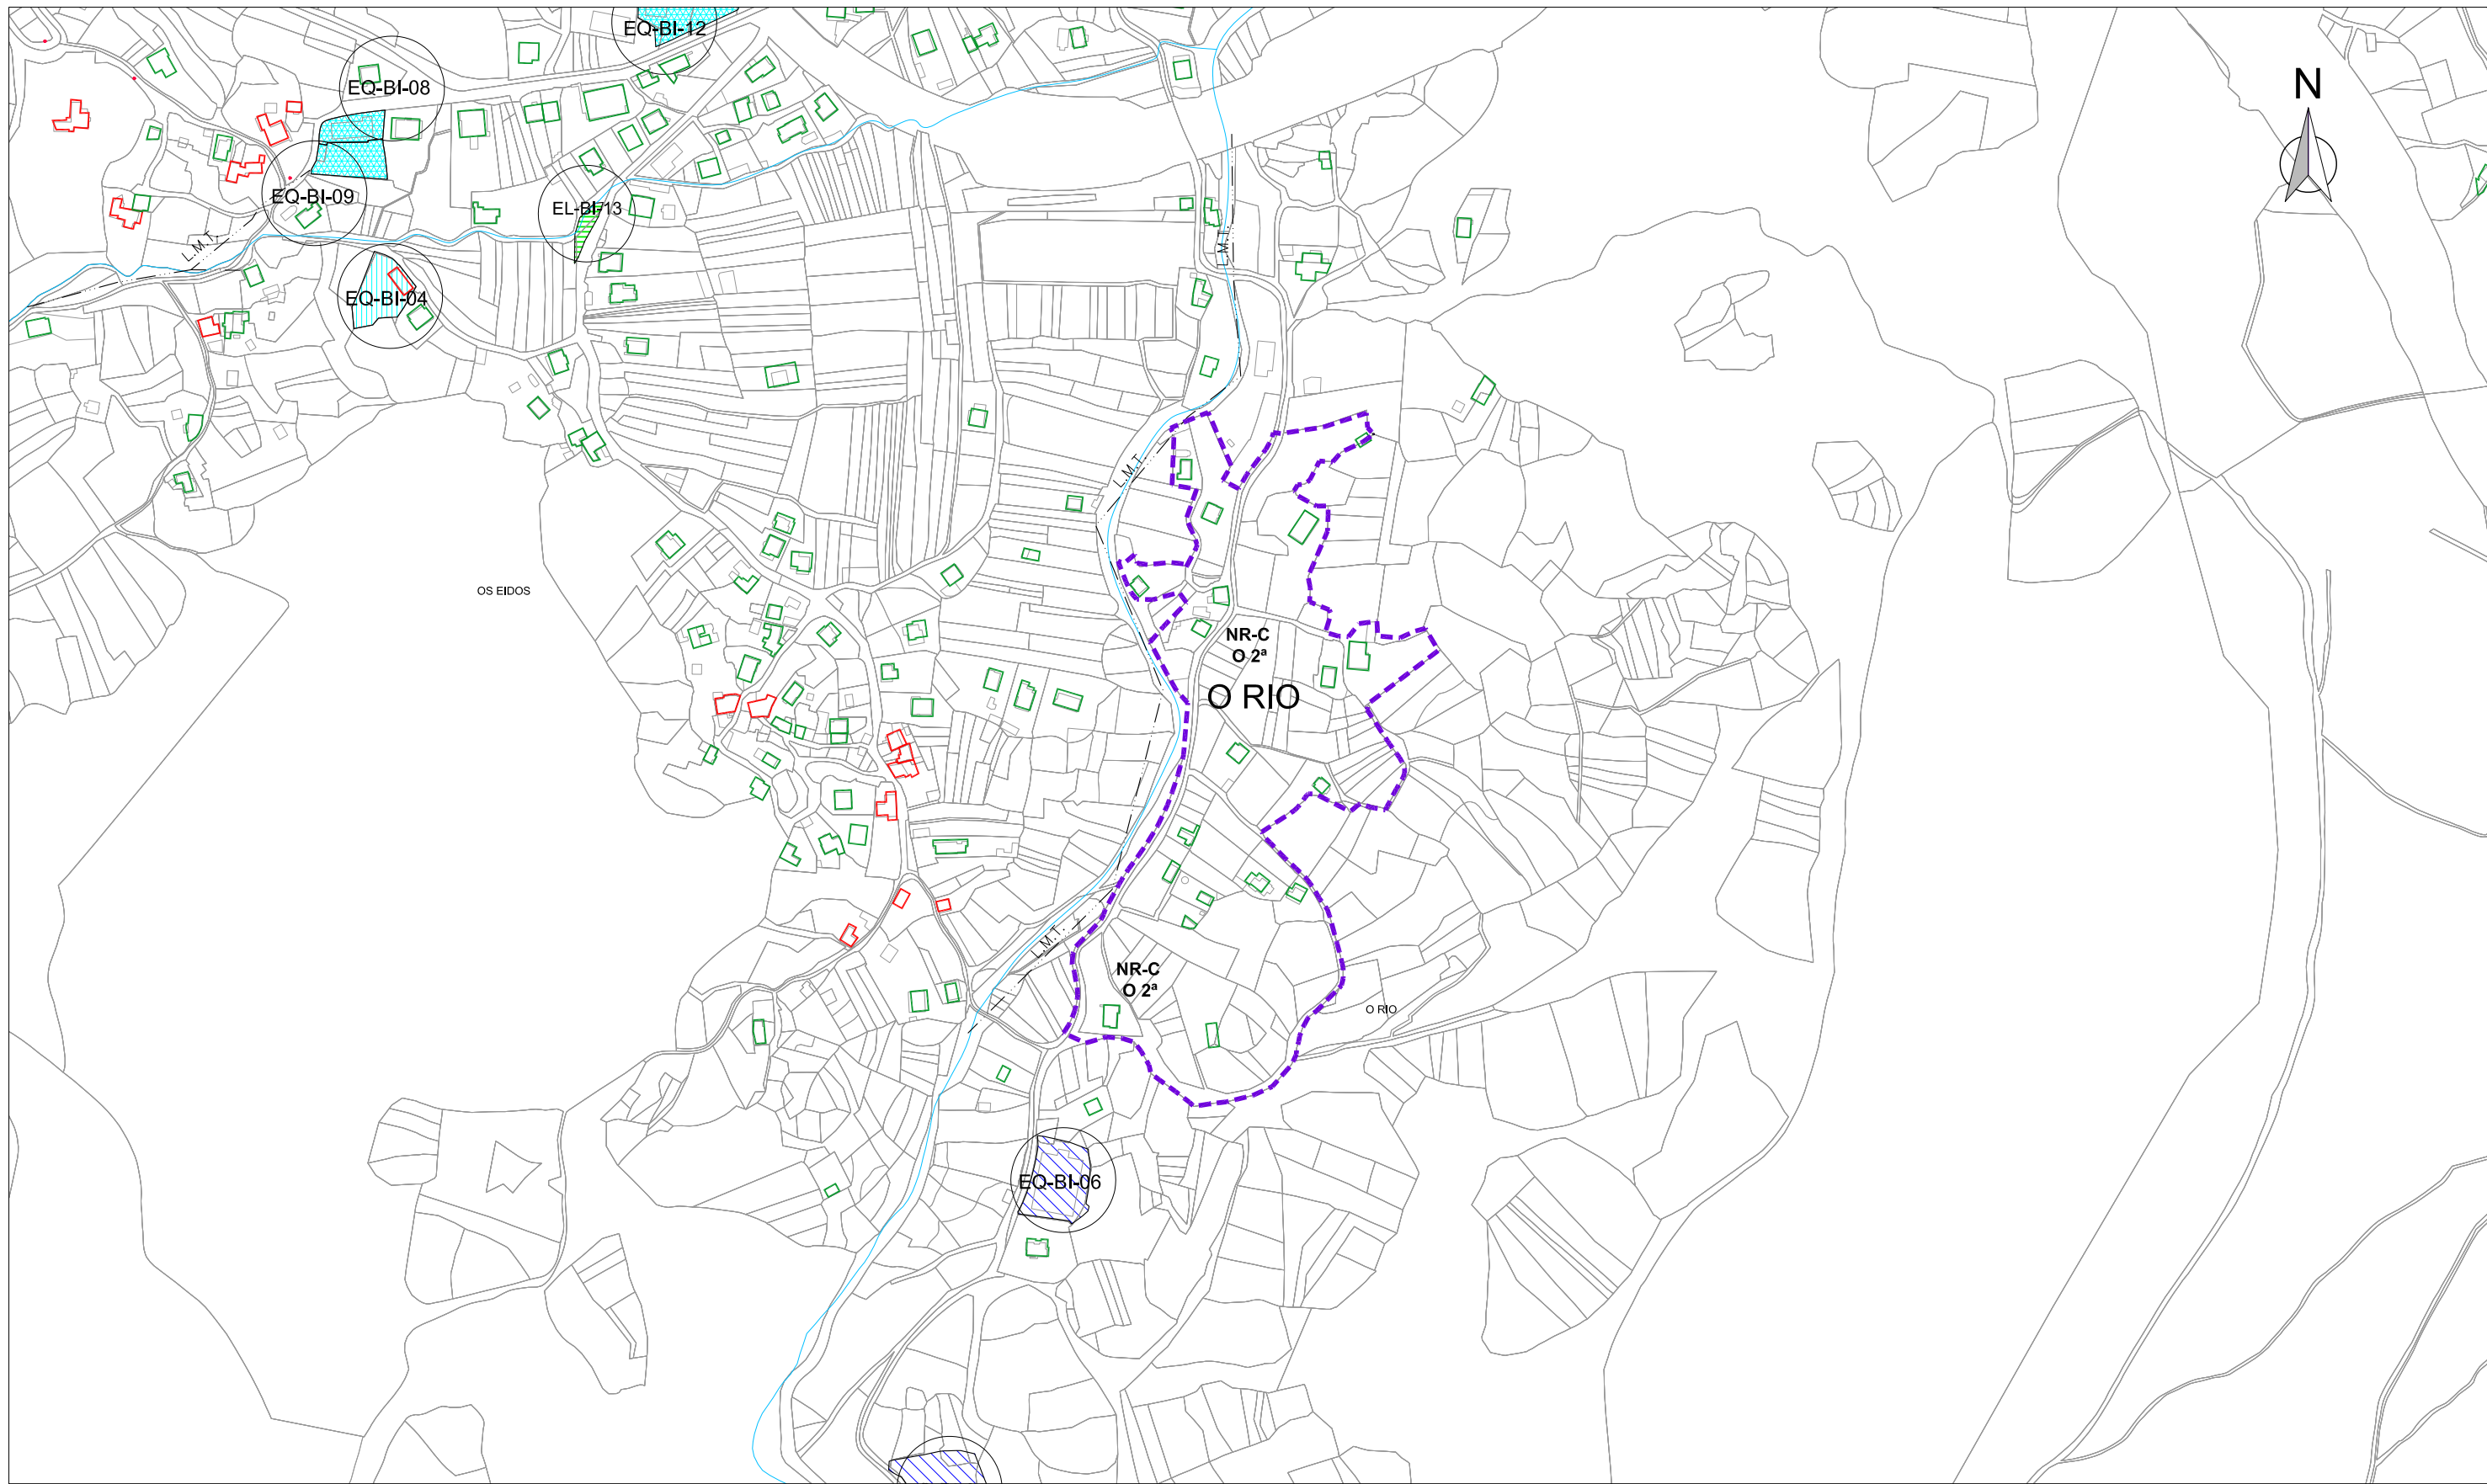 EQ-BI-12
EQ-BI-08
N
EQ-BI-09
EL-BI-13
L.M.T.
L.M.T.
EQ-BI-04
L.M.T.
OS EIDOS
NR-C
O 2ª
O RIO
L.M.T.
NR-C
O 2ª
O RIO
EQ-BI-06